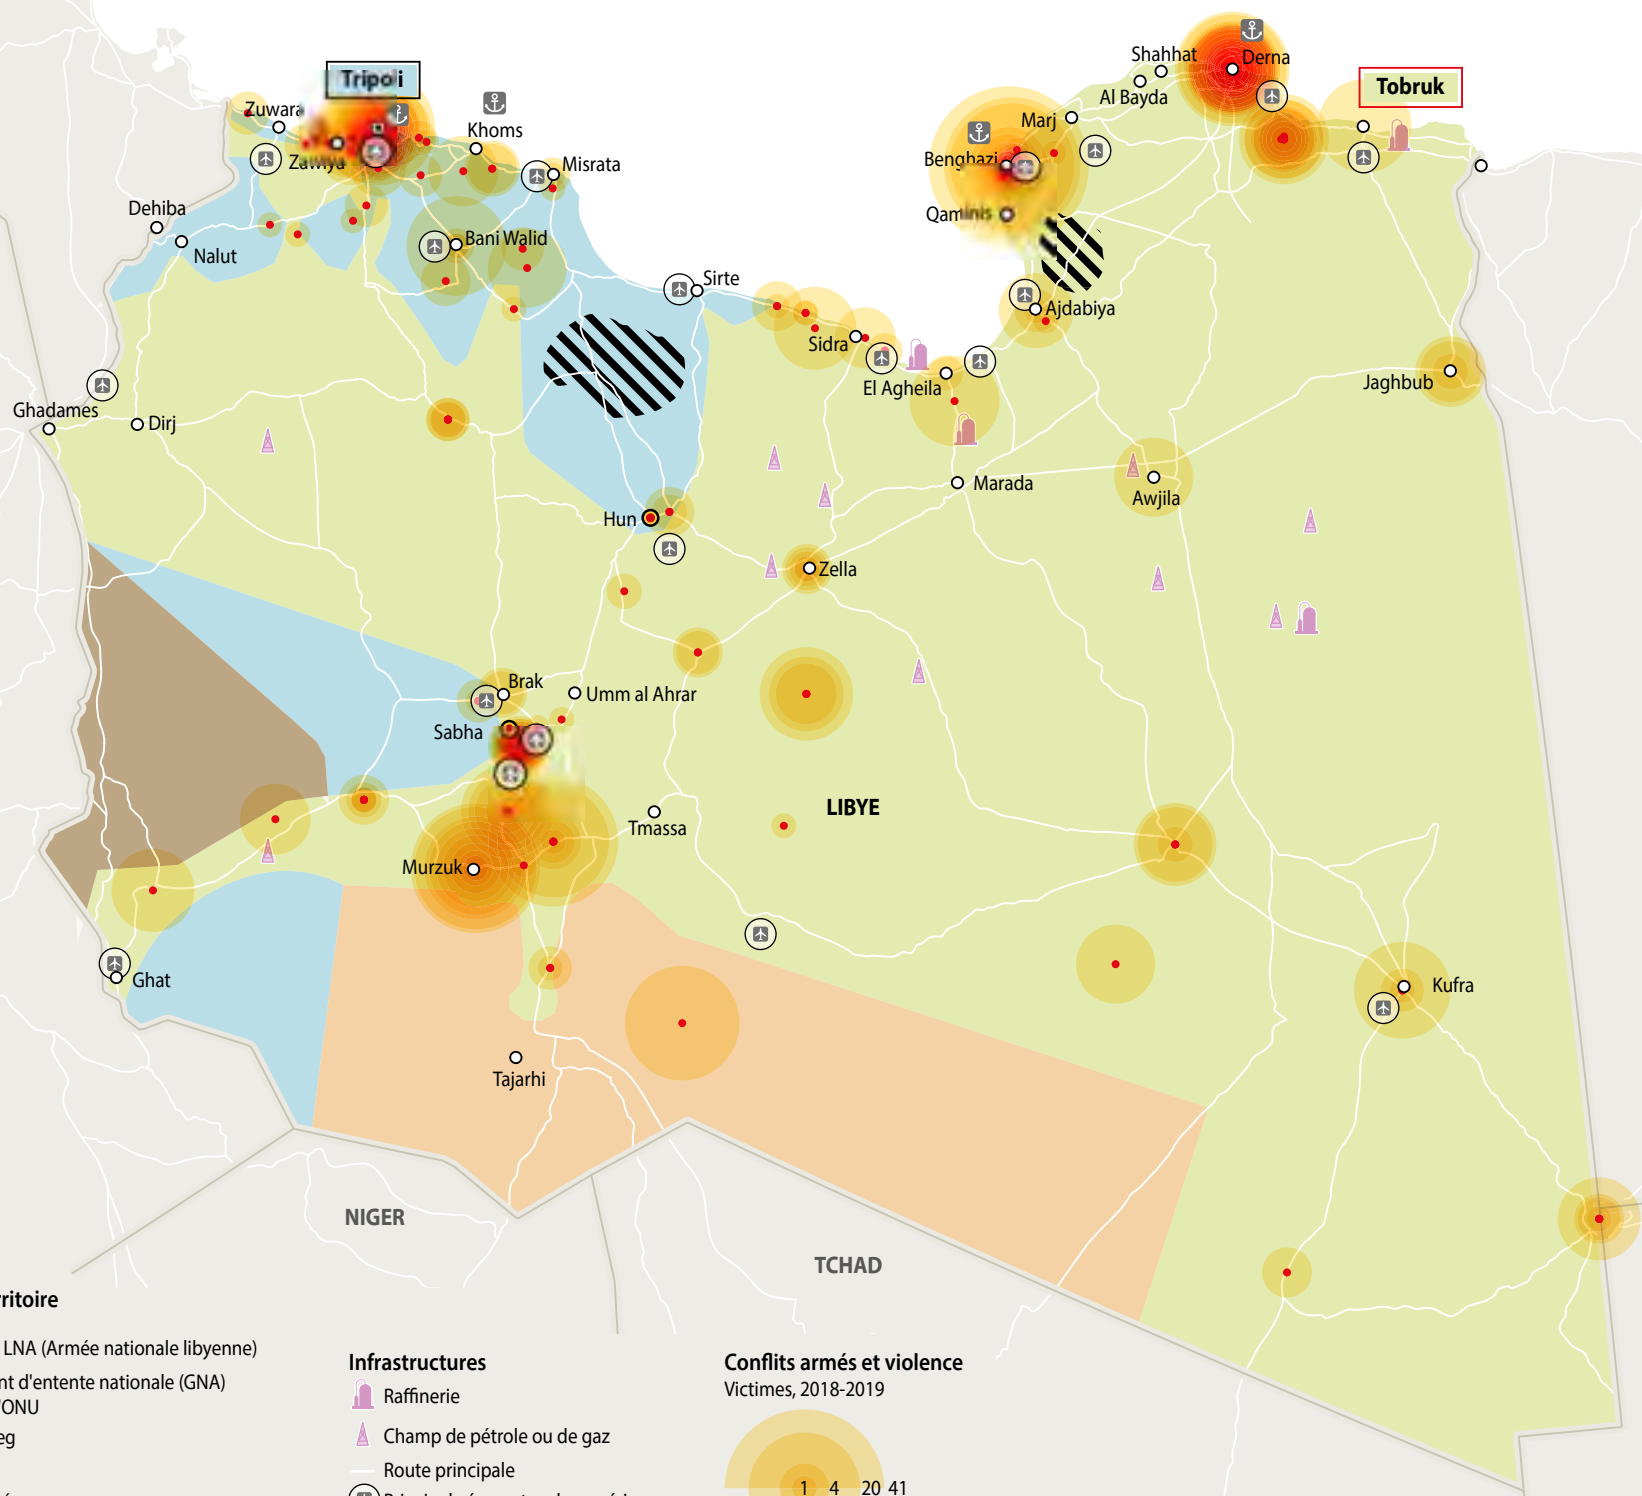 Shahhat
Derna
Tripoli
Tobruk
Al Bayda
Zuwara
Khoms
Marj
Zawiya
Misrata
Benghazi
Dehiba
Qaminis
Nalut
Bani Walid
Sirte
Ajdabiya
Sidra
El Agheila
Jaghbub
Ghadames
Dirj
Marada
Awjila
Hun
Zella
Brak
Umm al Ahrar
Sabha
LIBYE
Tmassa
Murzuk
Ghat
Kufra
Tajarhi
NIGER
TCHAD
ritoire
LNA (Armée nationale libyenne)
nt d'entente nationale (GNA)
'ONU
eg
Infrastructures
Raffinerie
Champ de pétrole ou de gaz
Route principale
Conflits armés et violence
Victimes, 2018-2019
1 4 20 41